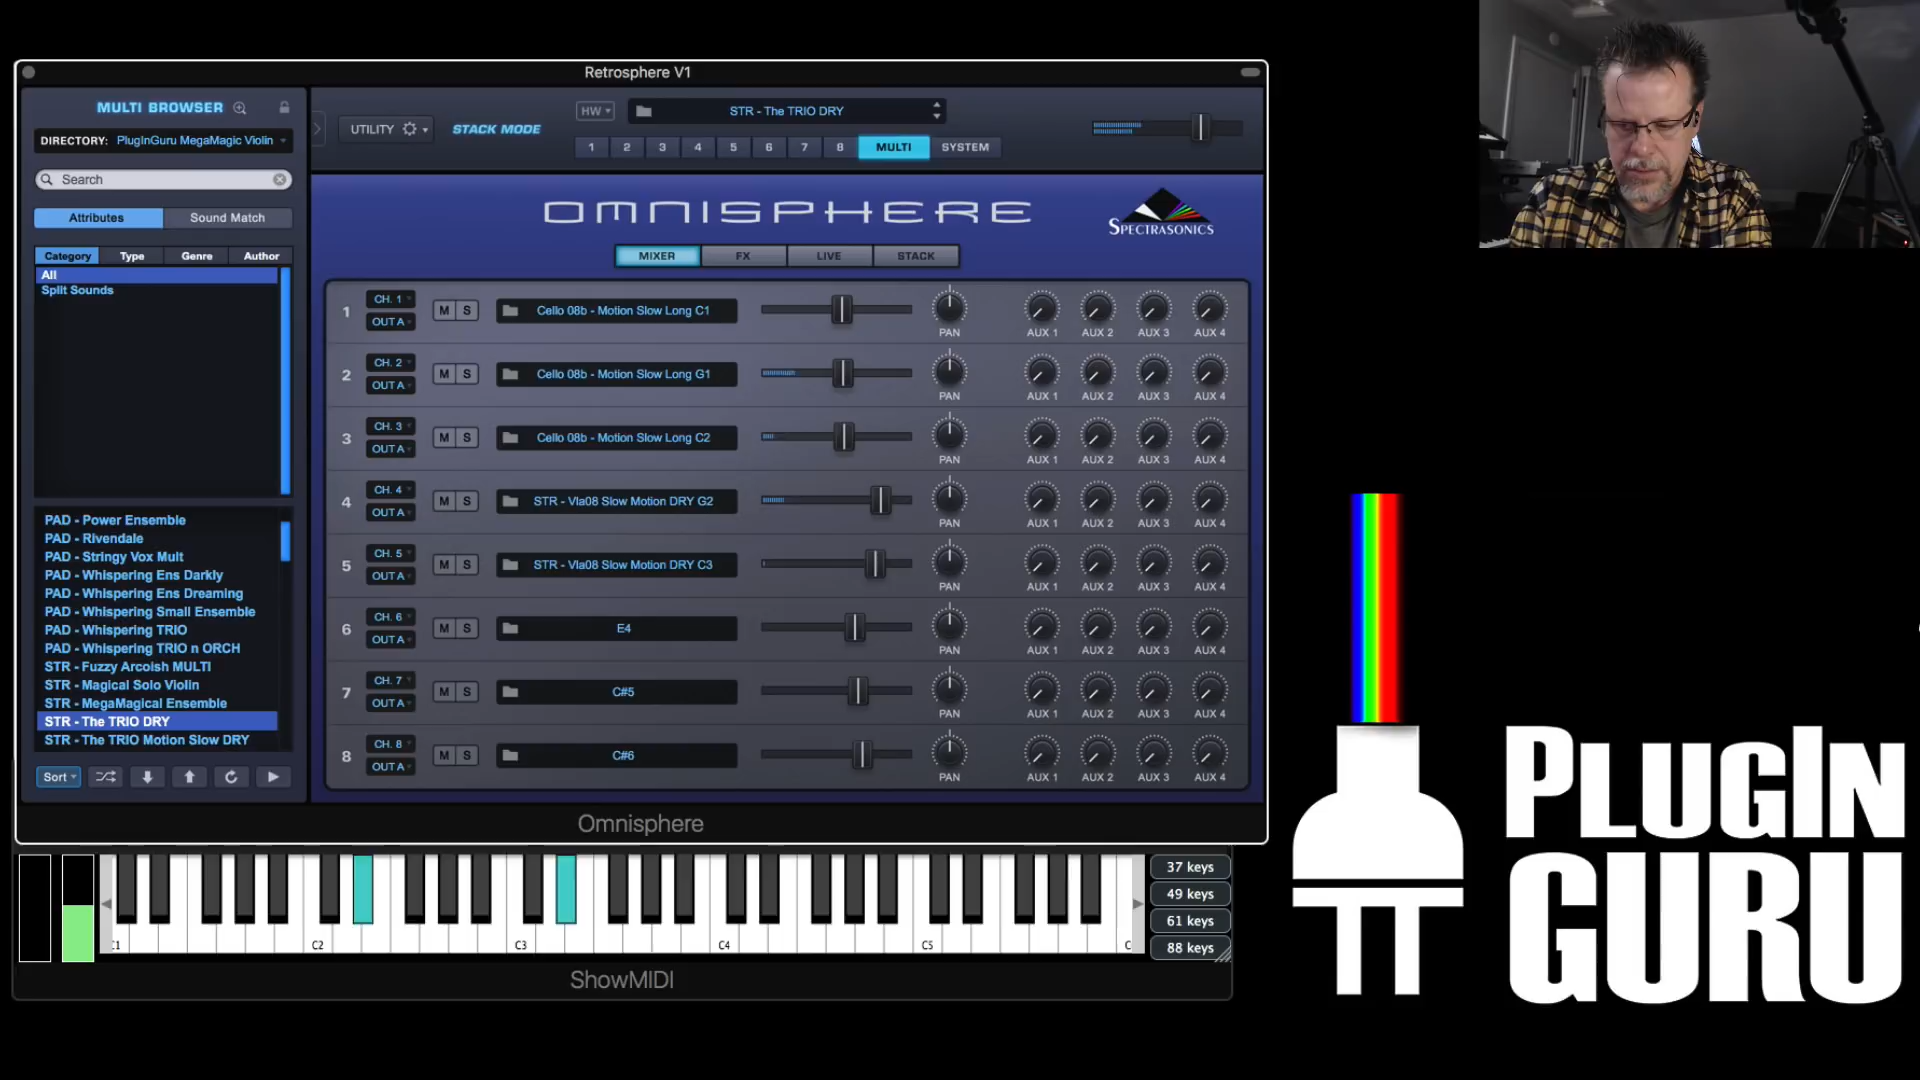 Retrosphere V1
MULTI BROWSER
DIRECTORY: PlugInGuru MegaMagic Violin
Search
Attributes Sound Match
Category Type Genre Author
All
Split Sounds
PAD - Power Ensemble
PAD - Rivendale
PAD - Stringy Vox Mult
PAD - Whispering Ens Darkly
PAD - Whispering Ens Dreaming
PAD - Whispering Small Ensemble
PAD - Whispering TRIO
PAD - Whispering TRIO n ORCH
STR - Fuzzy Arcoish MULTI
STR - Magical Solo Violin
STR - MegaMagical Ensemble
STR - The TRIO DRY
STR - The TRIO Motion Slow DRY
Sort
UTILITY STACK MODE
HW STR - The TRIO DRY
1 2 3 4 5 6 7 8 MULTI SYSTEM
OMNISPHERE
SPECTRASONICS
MIXER FX LIVE STACK
1 CH. 1 OUT A M S Cello 08b - Motion Slow Long C1 PAN AUX 1 AUX 2 AUX 3 AUX 4
2 CH. 2 OUT A M S Cello 08b - Motion Slow Long G1 PAN AUX 1 AUX 2 AUX 3 AUX 4
3 CH. 3 OUT A M S Cello 08b - Motion Slow Long C2 PAN AUX 1 AUX 2 AUX 3 AUX 4
4 CH. 4 OUT A M S STR - Vla08 Slow Motion DRY G2 PAN AUX 1 AUX 2 AUX 3 AUX 4
5 CH. 5 OUT A M S STR - Vla08 Slow Motion DRY C3 PAN AUX 1 AUX 2 AUX 3 AUX 4
6 CH. 6 OUT A M S E4 PAN AUX 1 AUX 2 AUX 3 AUX 4
7 CH. 7 OUT A M S C#5 PAN AUX 1 AUX 2 AUX 3 AUX 4
8 CH. 8 OUT A M S C#6 PAN AUX 1 AUX 2 AUX 3 AUX 4
Omnisphere
C2 C3 C4 C5
37 keys
49 keys
61 keys
88 keys
ShowMIDI
PLUGIN
GURU